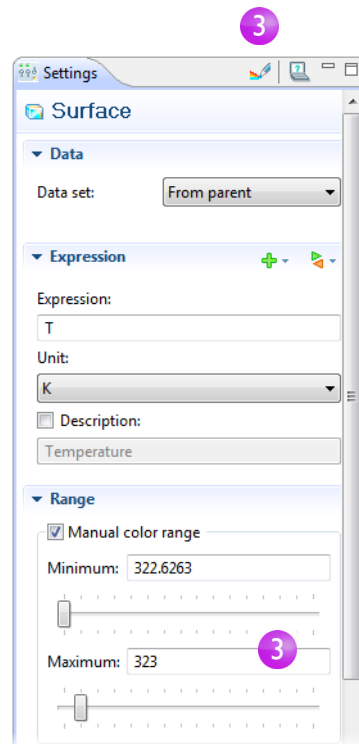 3
Settings
Surface
Data
Data set: From parent
Expression
Expression:
T
Unit:
K
Description:
Temperature
Range
Manual color range
Minimum: 322.6263
Maximum: 323
3